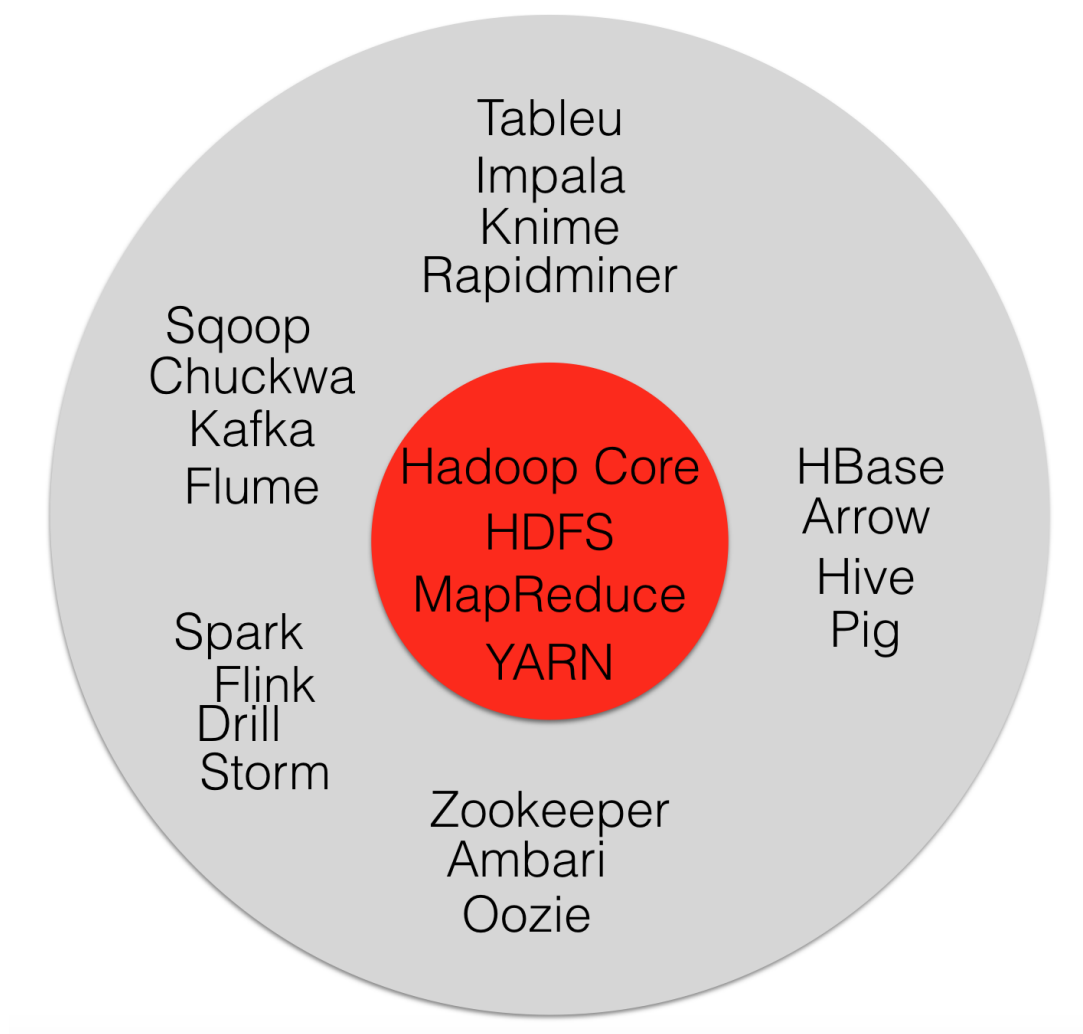 Tableu
Impala
Knime
Rapidminer
Sqoop
Chuckwa
Kafka
Flume
Hadoop Core
HDFS
MapReduce
YARN
HBase
Arrow
Hive
Pig
Spark
Flink
Drill
Storm
Zookeeper
Ambari
Oozie